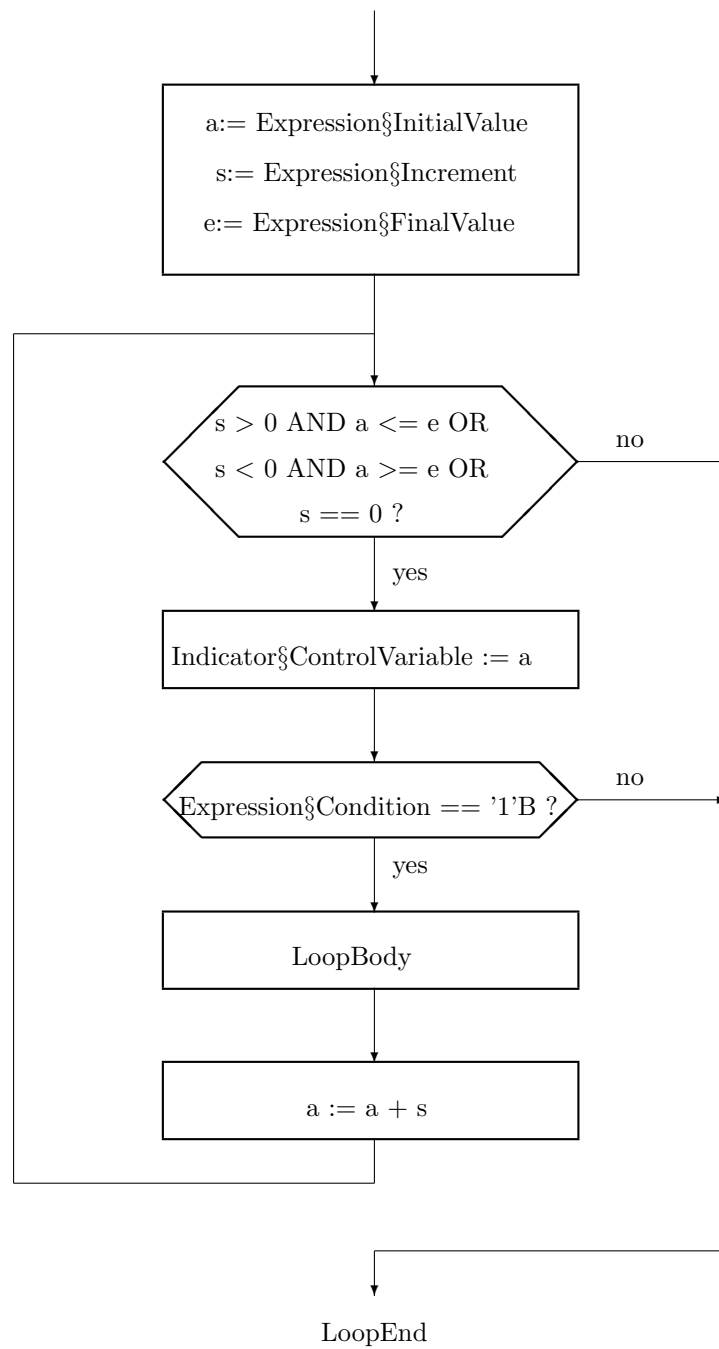 a:= Expression§InitialValue
s:= Expression§Increment
e:= Expression§FinalValue
s > 0 AND a <= e OR
s < 0 AND a >= e OR
s == 0 ?
no
yes
Indicator§ControlVariable := a
Expression§Condition == '1'B ?
no
yes
LoopBody
a := a + s
LoopEnd